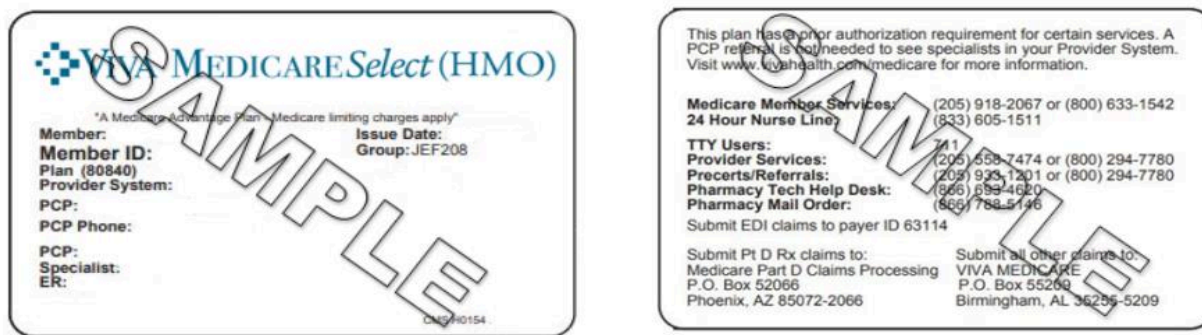 VIVA MEDICARE Select (HMO)
"A Medicare Advantage Plan - Medicare limiting charges apply"
Member: Issue Date:
Member ID: Group: JEF208
Plan (80840)
Provider System:
PCP:
PCP Phone:
PCP:
Specialist:
ER:
CMS H0154
SAMPLE
This plan has a prior authorization requirement for certain services. A
PCP referral is not needed to see specialists in your Provider System.
Visit www.vivahealth.com/medicare for more information.
Medicare Member Services: (205) 918-2067 or (800) 633-1542
24 Hour Nurse Line: (833) 605-1511
TTY Users: 711
Provider Services: (205) 558-7474 or (800) 294-7780
Precerts/Referrals: (205) 933-1201 or (800) 294-7780
Pharmacy Tech Help Desk: (866) 693-4620
Pharmacy Mail Order: (866) 788-5146
Submit EDI claims to payer ID 63114
Submit Pt D Rx claims to: Submit all other claims to:
Medicare Part D Claims Processing VIVA MEDICARE
P.O. Box 52066 P.O. Box 55209
Phoenix, AZ 85072-2066 Birmingham, AL 35255-5209
SAMPLE